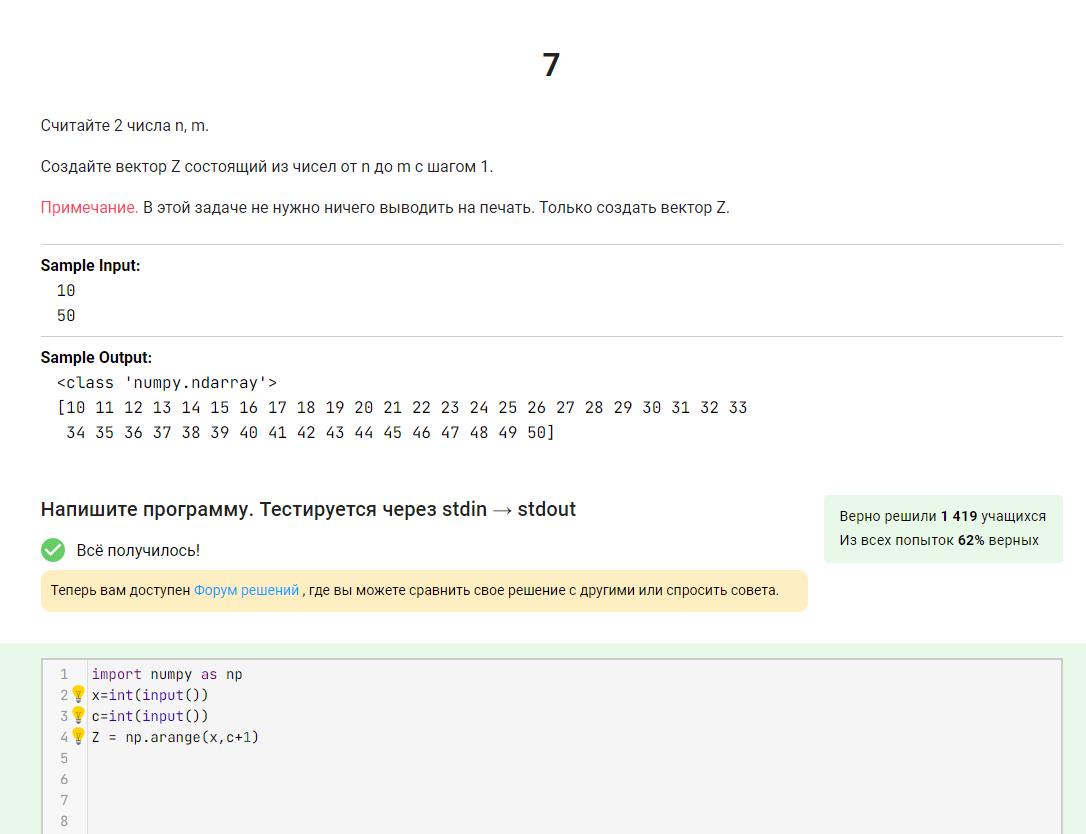 7
Считайте 2 числа n, m.
Создайте вектор Z состоящий из чисел от n до m с шагом 1.
Примечание. В этой задаче не нужно ничего выводить на печать. Только создать вектор Z.
Sample Input:
10
50
Sample Output:
<class 'numpy.ndarray'>
[10 11 12 13 14 15 16 17 18 19 20 21 22 23 24 25 26 27 28 29 30 31 32 33
34 35 36 37 38 39 40 41 42 43 44 45 46 47 48 49 50]
Напишите программу. Тестируется через stdin → stdout
Верно решили 1 419 учащихся
Из всех попыток 62% верных
Всё получилось!
Теперь вам доступен Форум решений , где вы можете сравнить свое решение с другими или спросить совета.
1 import numpy as np
2 x=int(input())
3 c=int(input())
4 Z = np.arange(x,c+1)
5
6
7
8